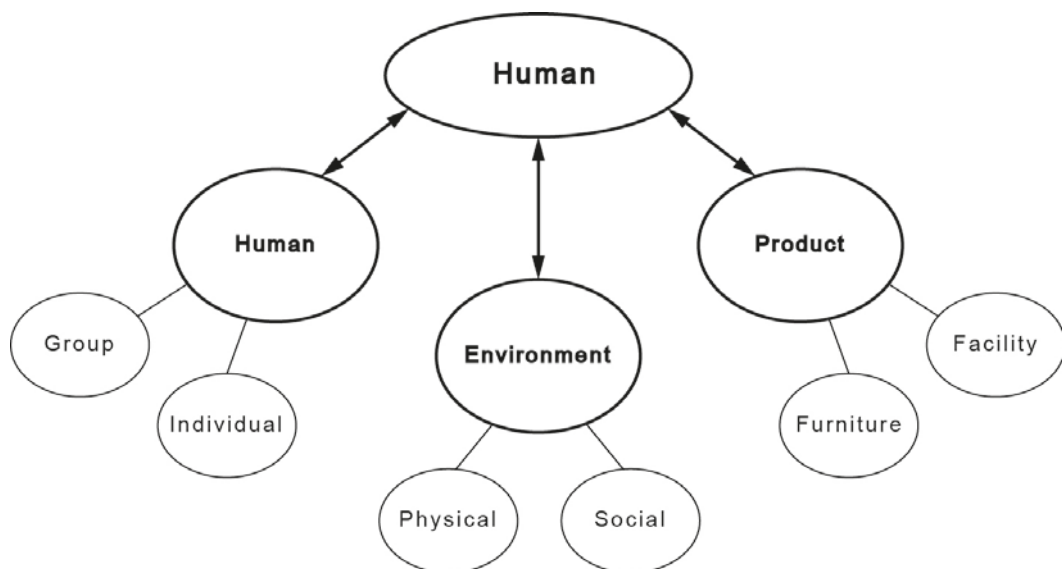 Human
Human
Product
Group
Facility
Environment
Individual
Furniture
Physical
Social